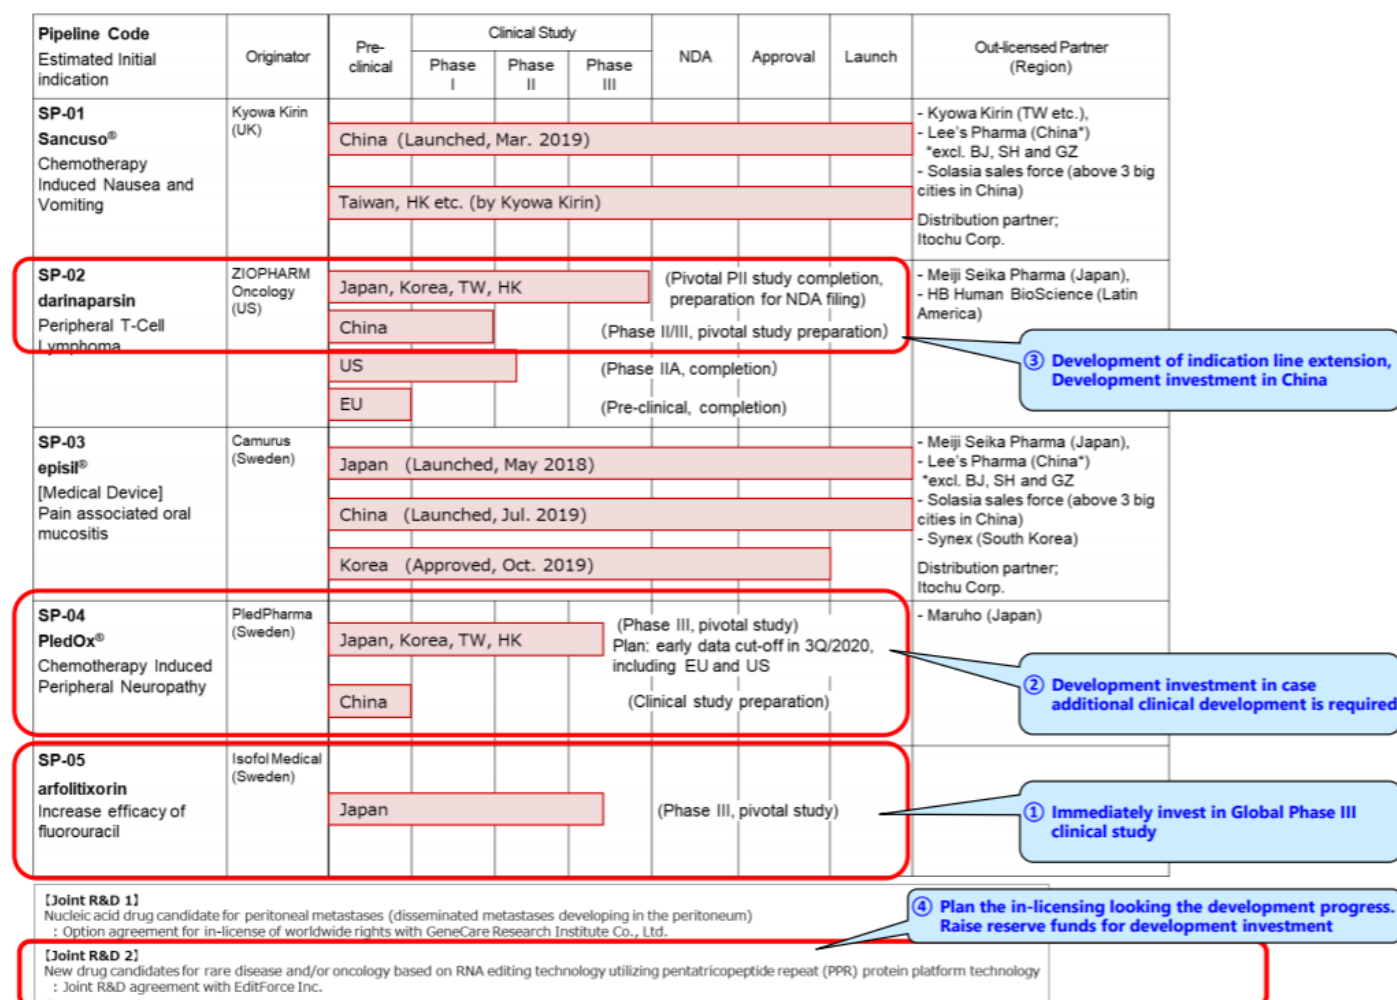 Pipeline Code
Estimated Initial
indication
Originator
Pre-
clinical
Clinical Study
Phase
I
Phase
II
Phase
III
NDA
Approval
Launch
Out-licensed Partner
(Region)
SP-01
Sancuso®
Chemotherapy
Induced Nausea and
Vomiting
Kyowa Kirin
(UK)
China (Launched, Mar. 2019)
Taiwan, HK etc. (by Kyowa Kirin)
- Kyowa Kirin (TW etc.),
- Lee's Pharma (China*)
*excl. BJ, SH and GZ
- Solasia sales force (above 3 big
cities in China)
Distribution partner;
Itochu Corp.
SP-02
darinaparsin
Peripheral T-Cell
Lymphoma
ZIOPHARM
Oncology
(US)
Japan, Korea, TW, HK
(Pivotal PII study completion,
preparation for NDA filing)
China
(Phase II/III, pivotal study preparation)
US
(Phase IIA, completion)
EU
(Pre-clinical, completion)
- Meiji Seika Pharma (Japan),
- HB Human BioScience (Latin
America)
③ Development of indication line extension,
Development investment in China
SP-03
episil®
[Medical Device]
Pain associated oral
mucositis
Camurus
(Sweden)
Japan (Launched, May 2018)
China (Launched, Jul. 2019)
Korea (Approved, Oct. 2019)
- Meiji Seika Pharma (Japan),
- Lee's Pharma (China*)
*excl. BJ, SH and GZ
- Solasia sales force (above 3 big
cities in China)
- Synex (South Korea)
Distribution partner;
Itochu Corp.
SP-04
PledOx®
Chemotherapy Induced
Peripheral Neuropathy
PledPharma
(Sweden)
Japan, Korea, TW, HK
(Phase III, pivotal study)
Plan: early data cut-off in 3Q/2020,
including EU and US
China
(Clinical study preparation)
- Maruho (Japan)
② Development investment in case
additional clinical development is required
SP-05
arfolitixorin
Increase efficacy of
fluorouracil
Isofol Medical
(Sweden)
Japan
(Phase III, pivotal study)
① Immediately invest in Global Phase III
clinical study
【Joint R&D 1】
Nucleic acid drug candidate for peritoneal metastases (disseminated metastases developing in the peritoneum)
: Option agreement for in-license of worldwide rights with GeneCare Research Institute Co., Ltd.
④ Plan the in-licensing looking the development progress.
Raise reserve funds for development investment
【Joint R&D 2】
New drug candidates for rare disease and/or oncology based on RNA editing technology utilizing pentatricopeptide repeat (PPR) protein platform technology
: Joint R&D agreement with EditForce Inc.